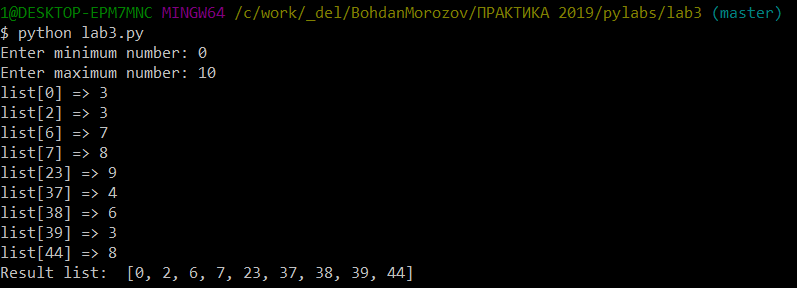 1@DESKTOP-EPM7MNC MINGW64 /c/work/_del/BohdanMorozov/ПРАКТИКА 2019/pylabs/lab3 (master)
$ python lab3.py
Enter minimum number: 0
Enter maximum number: 10
list[0] => 3
list[2] => 3
list[6] => 7
list[7] => 8
list[23] => 9
list[37] => 4
list[38] => 6
list[39] => 3
list[44] => 8
Result list:  [0, 2, 6, 7, 23, 37, 38, 39, 44]